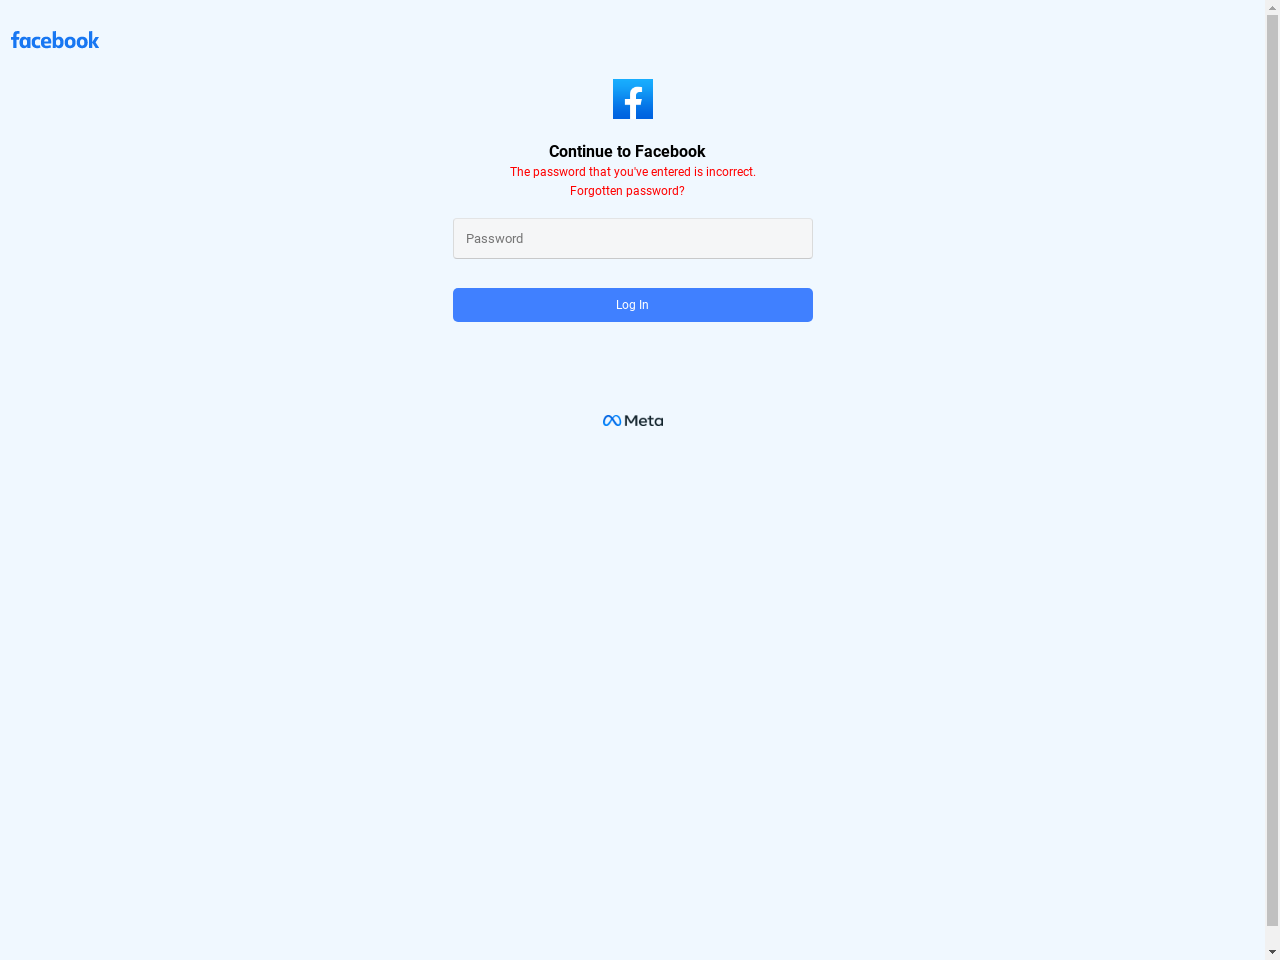 facebook
Continue to Facebook
The password that you've entered is incorrect.
Forgotten password?
Password
Log In
Meta